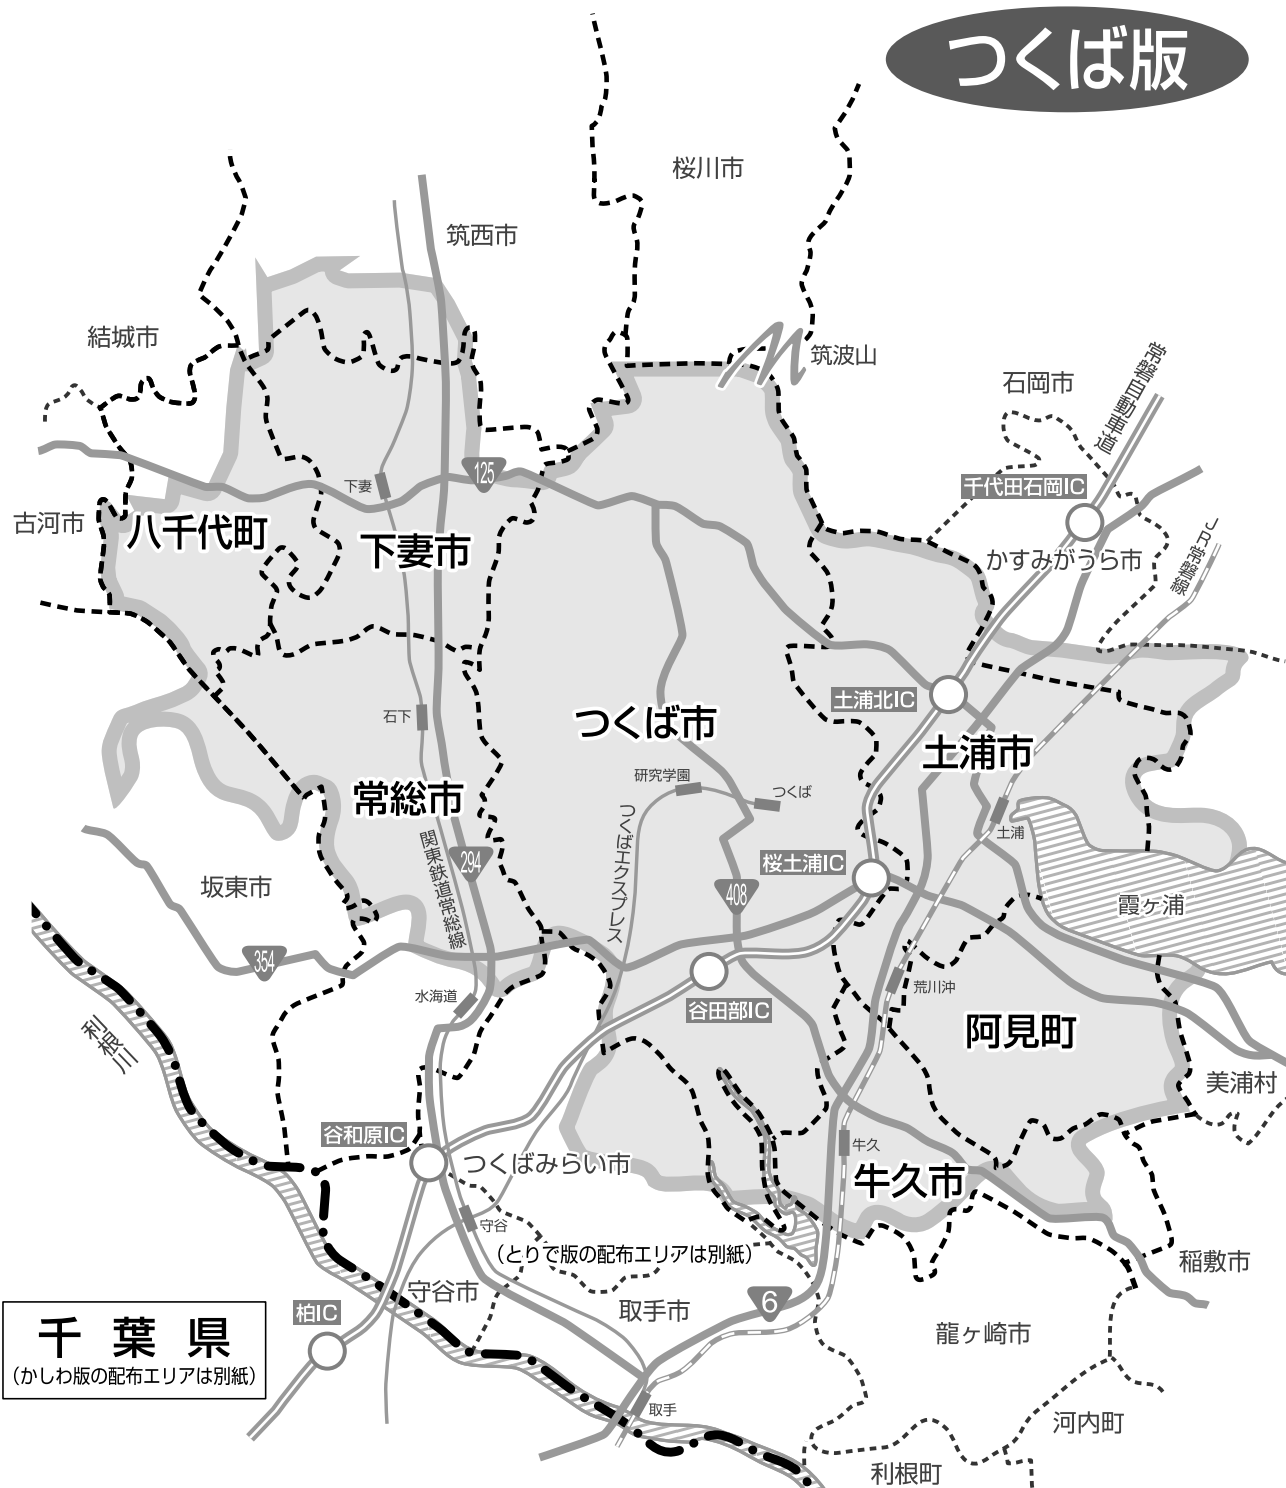 つくば版
桜川市
筑西市
結城市
筑波山
石岡市
常磐自動車道
千代田石岡IC
古河市
八千代町
下妻
125
下妻市
かすみがうら市
JR常磐線
土浦北IC
石下
つくば市
土浦市
研究学園
つくば
常総市
関東鉄道常総線
294
つくばエクスプレス
土浦
桜土浦IC
408
坂東市
霞ヶ浦
354
水海道
谷田部IC
荒川沖
阿見町
利根川
美浦村
谷和原IC
つくばみらい市
牛久
牛久市
守谷
(とりで版の配布エリアは別紙)
稲敷市
守谷市
取手市
6
柏IC
千葉県
(かしわ版の配布エリアは別紙)
龍ヶ崎市
取手
河内町
利根町